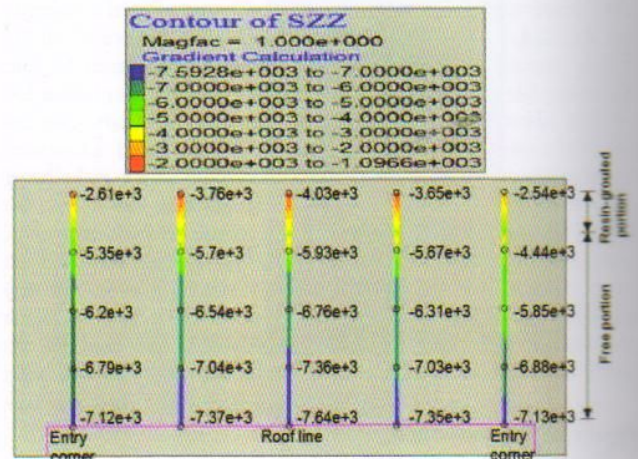 Contour of SZZ
Magfac = 1.000e+000
Gradient Calculation
-7.5928e+003 to -7.0000e+003
-7.0000e+003 to -6.0000e+003
-6.0000e+003 to -5.0000e+003
-5.0000e+003 to -4.0000e+003
-4.0000e+003 to -3.0000e+003
-3.0000e+003 to -2.0000e+003
-2.0000e+003 to -1.0966e+003
-2.61e+3 -3.76e+3 -4.03e+3 -3.65e+3 -2.54e+3
-5.35e+3 -5.7e+3 -5.93e+3 -5.67e+3 -4.44e+3
-6.2e+3 -6.54e+3 -6.76e+3 -6.31e+3 -5.85e+3
-6.79e+3 -7.04e+3 -7.36e+3 -7.03e+3 -6.88e+3
-7.12e+3 -7.37e+3 -7.64e+3 -7.35e+3 -7.13e+3
Entry corner
Roof line
Entry corner
Resin-grouted portion
Free portion